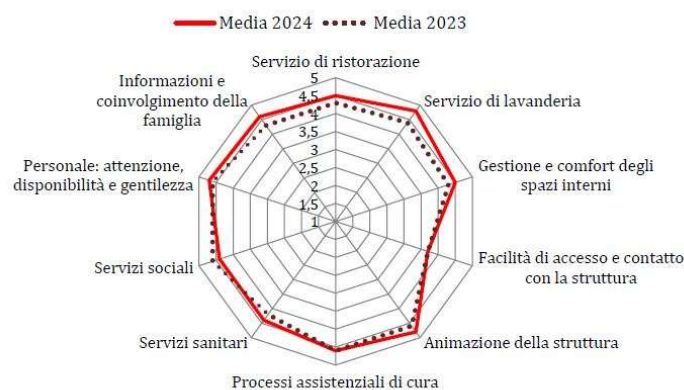 Media 2024 Media 2023
Servizio di ristorazione
Servizio di lavanderia
Gestione e comfort degli
spazi interni
Facilità di accesso e contatto
con la struttura
Animazione della struttura
Processi assistenziali di cura
Servizi sanitari
Servizi sociali
Personale: attenzione,
disponibilità e gentilezza
Informazioni e
coinvolgimento della
famiglia
5
4.5
4
3.5
3
2.5
2
1,5
1